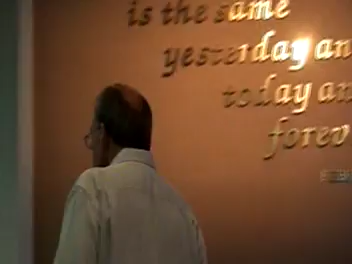 is the same
yesterday an
today an
forev